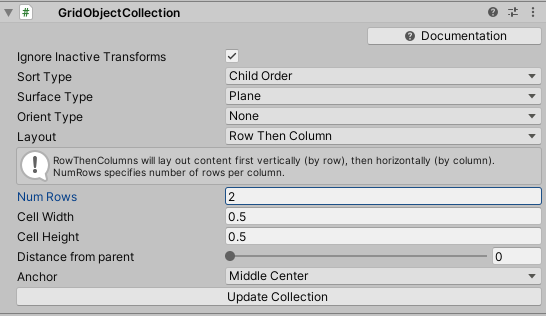 GridObjectCollection
Documentation
Ignore Inactive Transforms
Sort Type Child Order
Surface Type Plane
Orient Type None
Layout Row Then Column
RowThenColumns will lay out content first vertically (by row), then horizontally (by column).
NumRows specifies number of rows per column.
Num Rows 2
Cell Width 0.5
Cell Height 0.5
Distance from parent 0
Anchor Middle Center
Update Collection